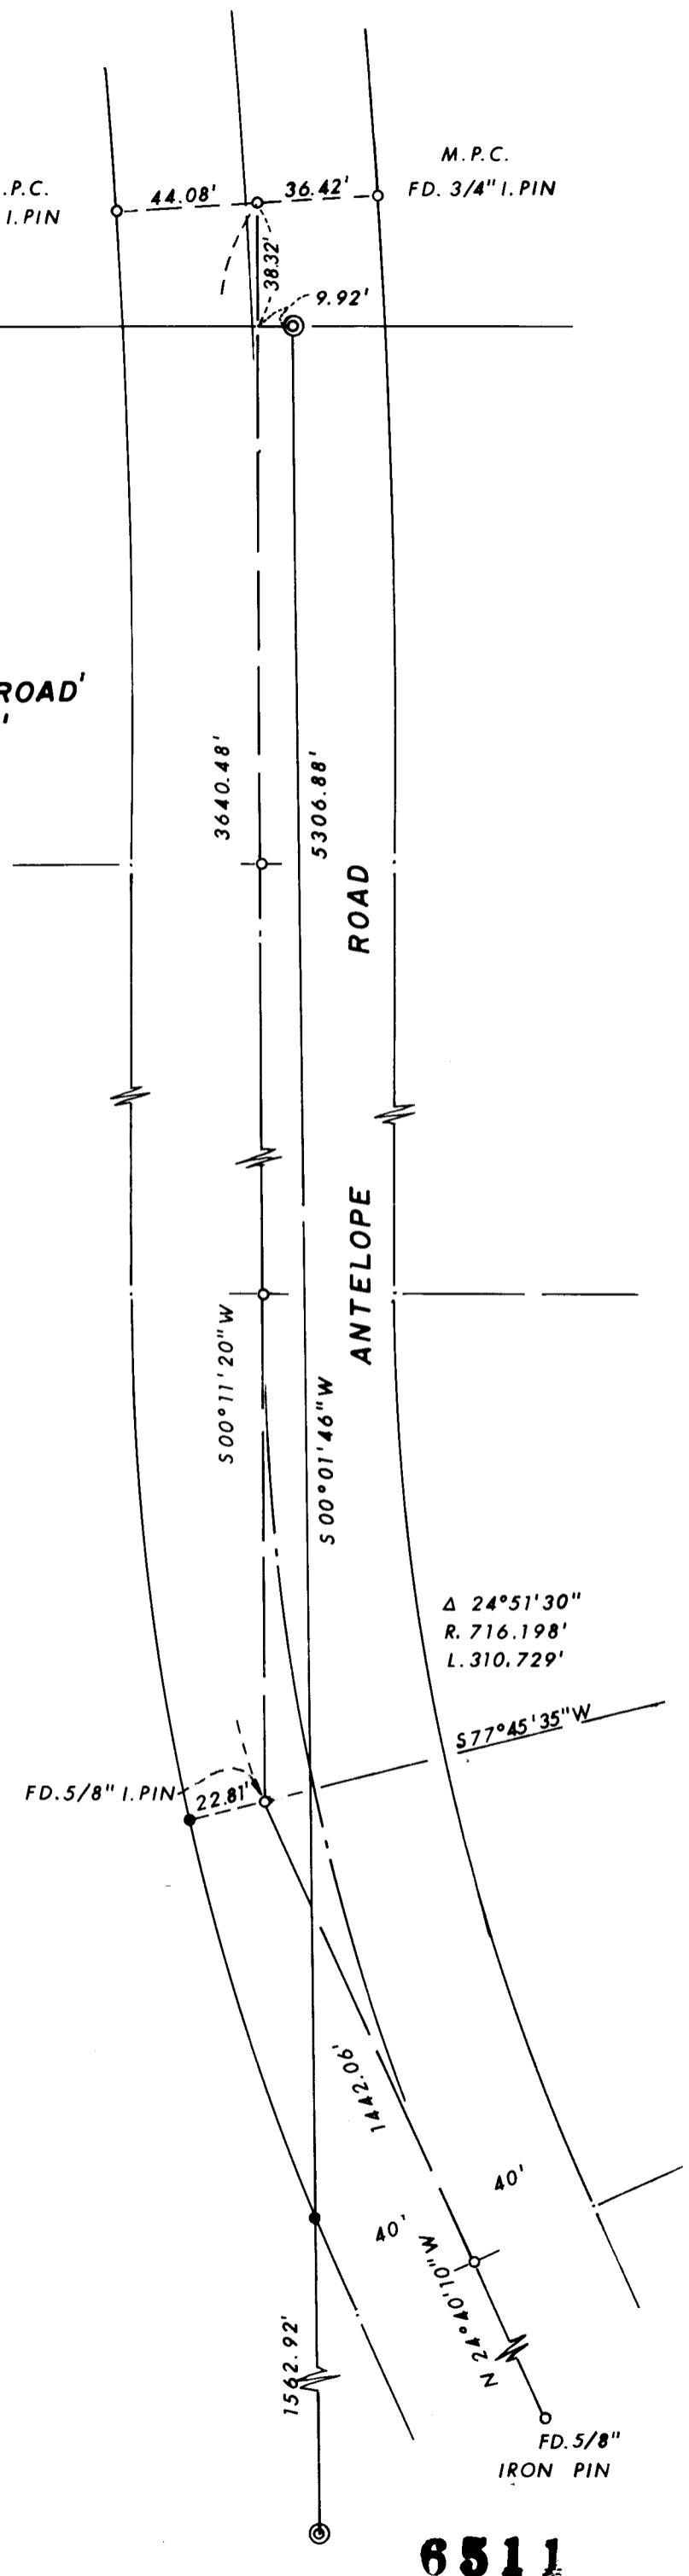 M.P.C.
FD. 3/4" I.PIN
.P.C.
I.PIN
44.08'
36.42'
38.32'
9.92'
ROAD'
'
3640.48'
5306.88'
ROAD
ANTELOPE
S 00°11'20" W
S 00°01'46" W
Δ 24°51'30"
R. 716.198'
L. 310.729'
S 77°45'35" W
FD. 5/8" I.PIN
22.81'
1442.06'
40'
40'
N 24°40'10" W
1562.92'
FD. 5/8"
IRON PIN
6511